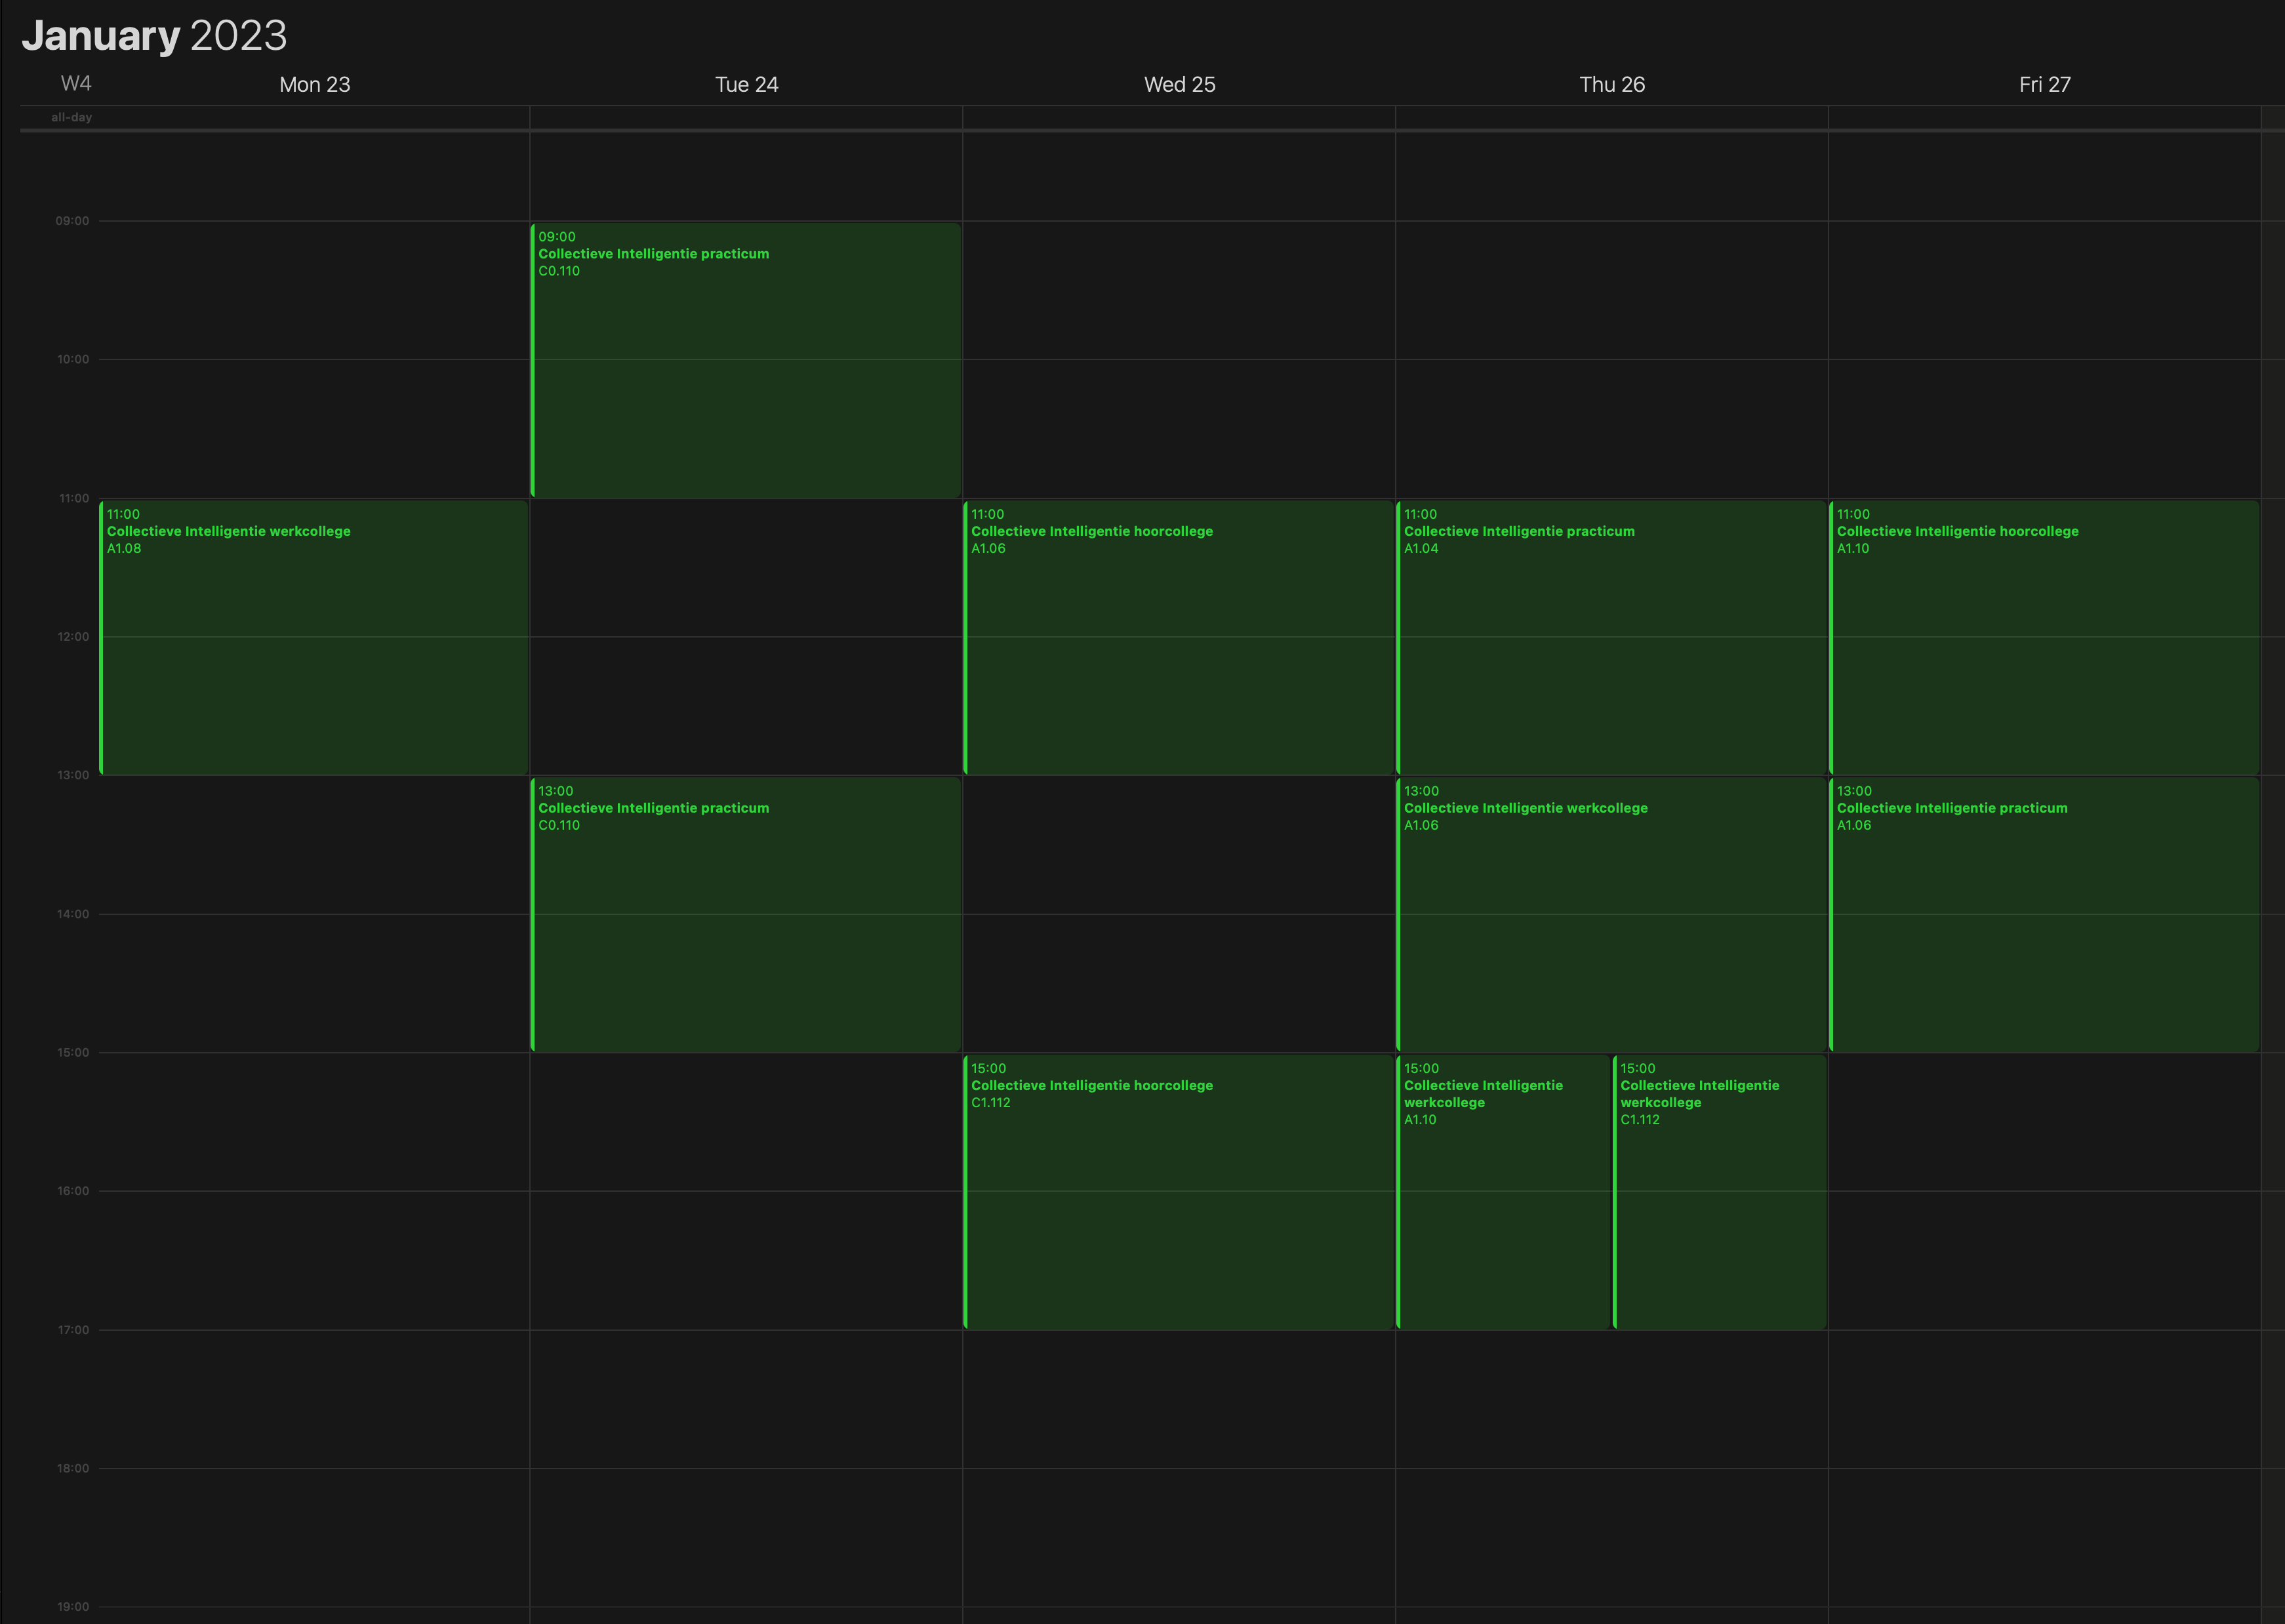 January 2023
W4
Mon 23
Tue 24
Wed 25
Thu 26
Fri 27
all-day
09:00
10:00
11:00
12:00
13:00
14:00
15:00
16:00
17:00
18:00
19:00
11:00
Collectieve Intelligentie werkcollege
A1.08
09:00
Collectieve Intelligentie practicum
C0.110
13:00
Collectieve Intelligentie practicum
C0.110
11:00
Collectieve Intelligentie hoorcollege
A1.06
15:00
Collectieve Intelligentie hoorcollege
C1.112
11:00
Collectieve Intelligentie practicum
A1.04
13:00
Collectieve Intelligentie werkcollege
A1.06
15:00
Collectieve Intelligentie
werkcollege
A1.10
15:00
Collectieve Intelligentie
werkcollege
C1.112
11:00
Collectieve Intelligentie hoorcollege
A1.10
13:00
Collectieve Intelligentie practicum
A1.06